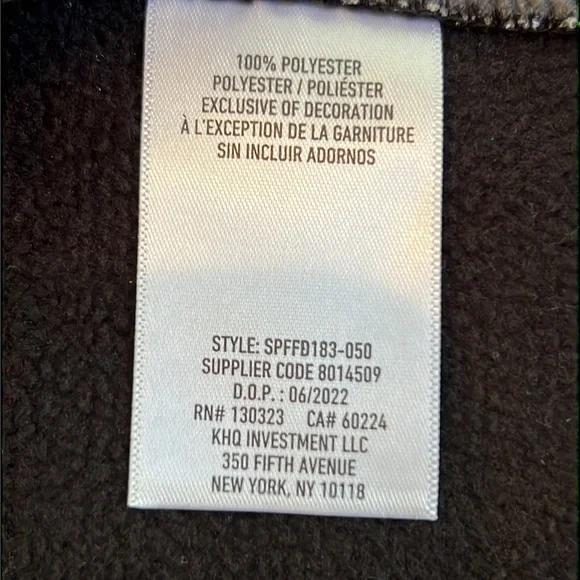 100% POLYESTER
POLYESTER / POLIÉSTER
EXCLUSIVE OF DECORATION
À L'EXCEPTION DE LA GARNITURE
SIN INCLUIR ADORNOS
STYLE: SPFFD183-050
SUPPLIER CODE 8014509
D.O.P. : 06/2022
RN# 130323 CA# 60224
KHQ INVESTMENT LLC
350 FIFTH AVENUE
NEW YORK, NY 10118